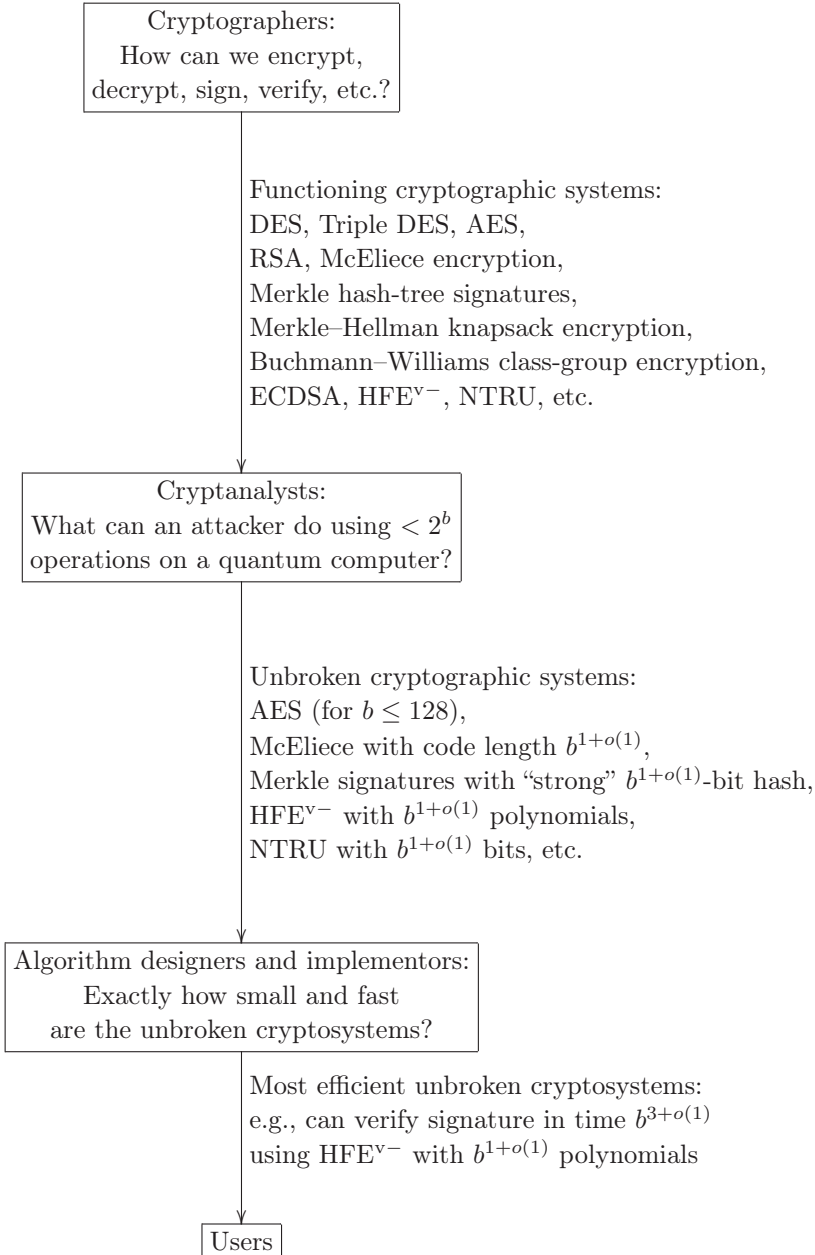 Cryptographers:
How can we encrypt,
decrypt, sign, verify, etc.?
Functioning cryptographic systems:
DES, Triple DES, AES,
RSA, McEliece encryption,
Merkle hash-tree signatures,
Merkle–Hellman knapsack encryption,
Buchmann–Williams class-group encryption,
ECDSA, HFE^{v−}, NTRU, etc.
Cryptanalysts:
What can an attacker do using < 2^b
operations on a quantum computer?
Unbroken cryptographic systems:
AES (for b ≤ 128),
McEliece with code length b^{1+o(1)},
Merkle signatures with “strong” b^{1+o(1)}-bit hash,
HFE^{v−} with b^{1+o(1)} polynomials,
NTRU with b^{1+o(1)} bits, etc.
Algorithm designers and implementors:
Exactly how small and fast
are the unbroken cryptosystems?
Most efficient unbroken cryptosystems:
e.g., can verify signature in time b^{3+o(1)}
using HFE^{v−} with b^{1+o(1)} polynomials
Users